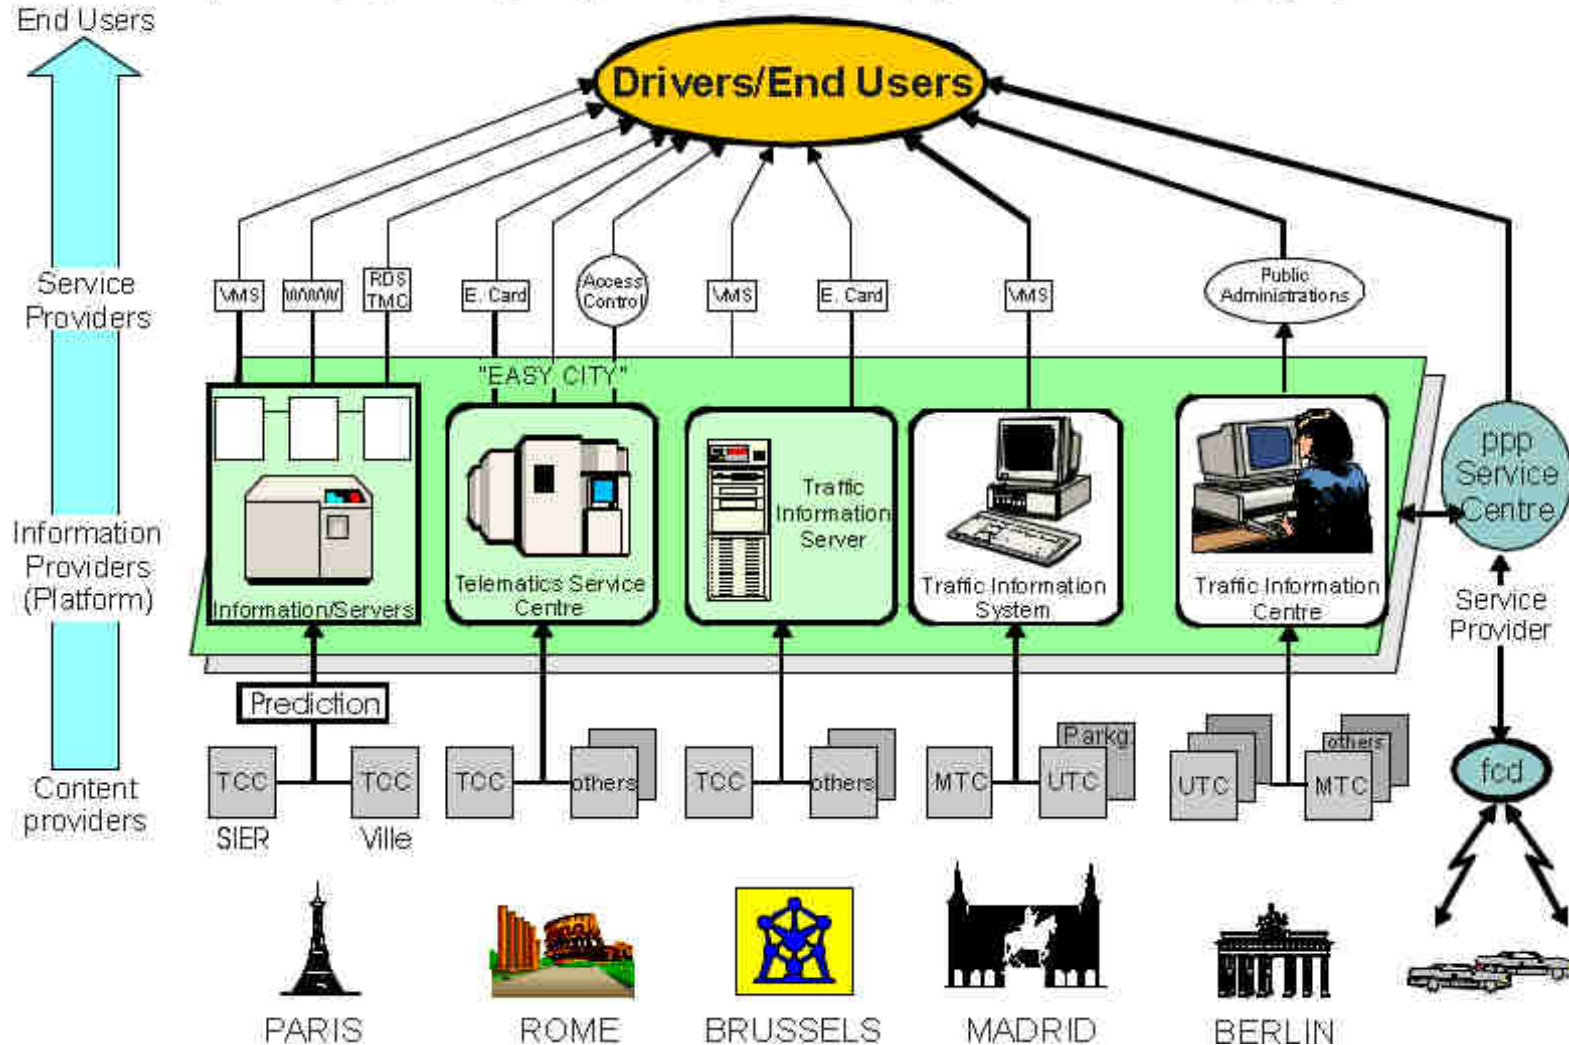 End Users
Drivers/End Users
Service
Providers
VMS
WWW
RDS
TMC
E. Card
Access
Control
VMS
E. Card
VMS
Public
Administrations
"EASY CITY"
ppp
Service
Centre
Information
Providers
(Platform)
Information/Servers
Telematics Service
Centre
Traffic
Information
Server
Traffic Information
System
Traffic Information
Centre
Service
Provider
Prediction
Content
providers
TCC
TCC
TCC
others
TCC
others
MTC
UTC
Parkg.
UTC
MTC
others
fcd
SIER
Ville
PARIS
ROME
BRUSSELS
MADRID
BERLIN